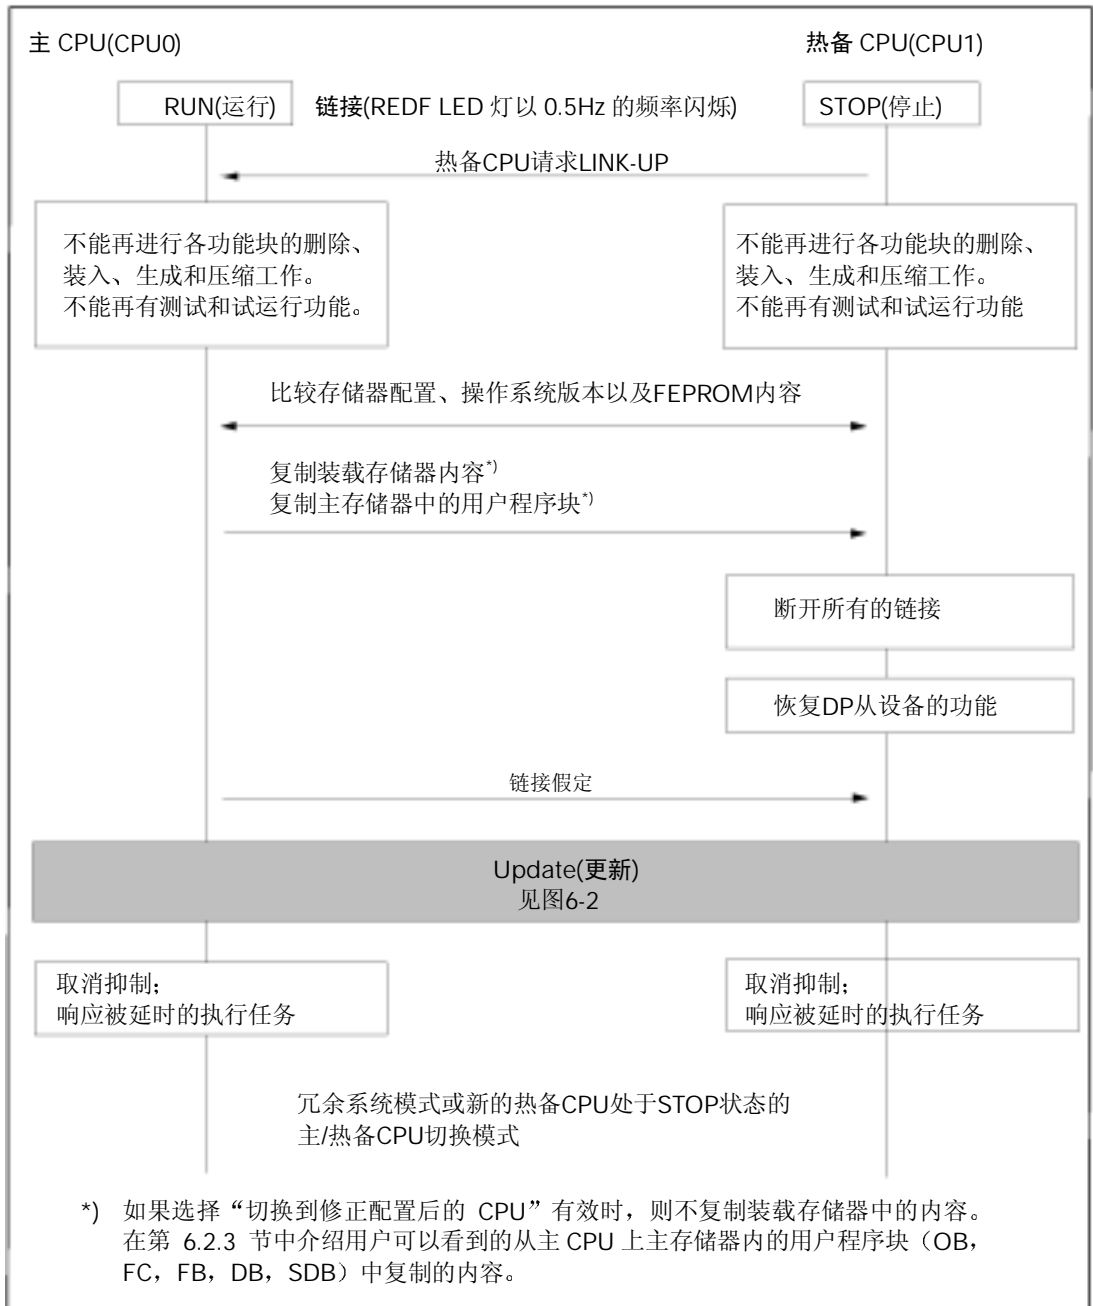 主 CPU(CPU0)
热备 CPU(CPU1)
RUN(运行)
链接(REDF LED 灯以 0.5Hz 的频率闪烁)
STOP(停止)
热备CPU请求LINK-UP
不能再进行各功能块的删除、
装入、生成和压缩工作。
不能再有测试和试运行功能。
不能再进行各功能块的删除、
装入、生成和压缩工作。
不能再有测试和试运行功能
比较存储器配置、操作系统版本以及FEPROM内容
复制装载存储器内容*)
复制主存储器中的用户程序块*)
断开所有的链接
恢复DP从设备的功能
链接假定
Update(更新)
见图6-2
取消抑制；
响应被延时的执行任务
取消抑制；
响应被延时的执行任务
冗余系统模式或新的热备CPU处于STOP状态的
主/热备CPU切换模式
*) 如果选择“切换到修正配置后的 CPU”有效时，则不复制装载存储器中的内容。
在第 6.2.3 节中介绍用户可以看到的从主 CPU 上主存储器内的用户程序块（OB，
FC，FB，DB，SDB）中复制的内容。